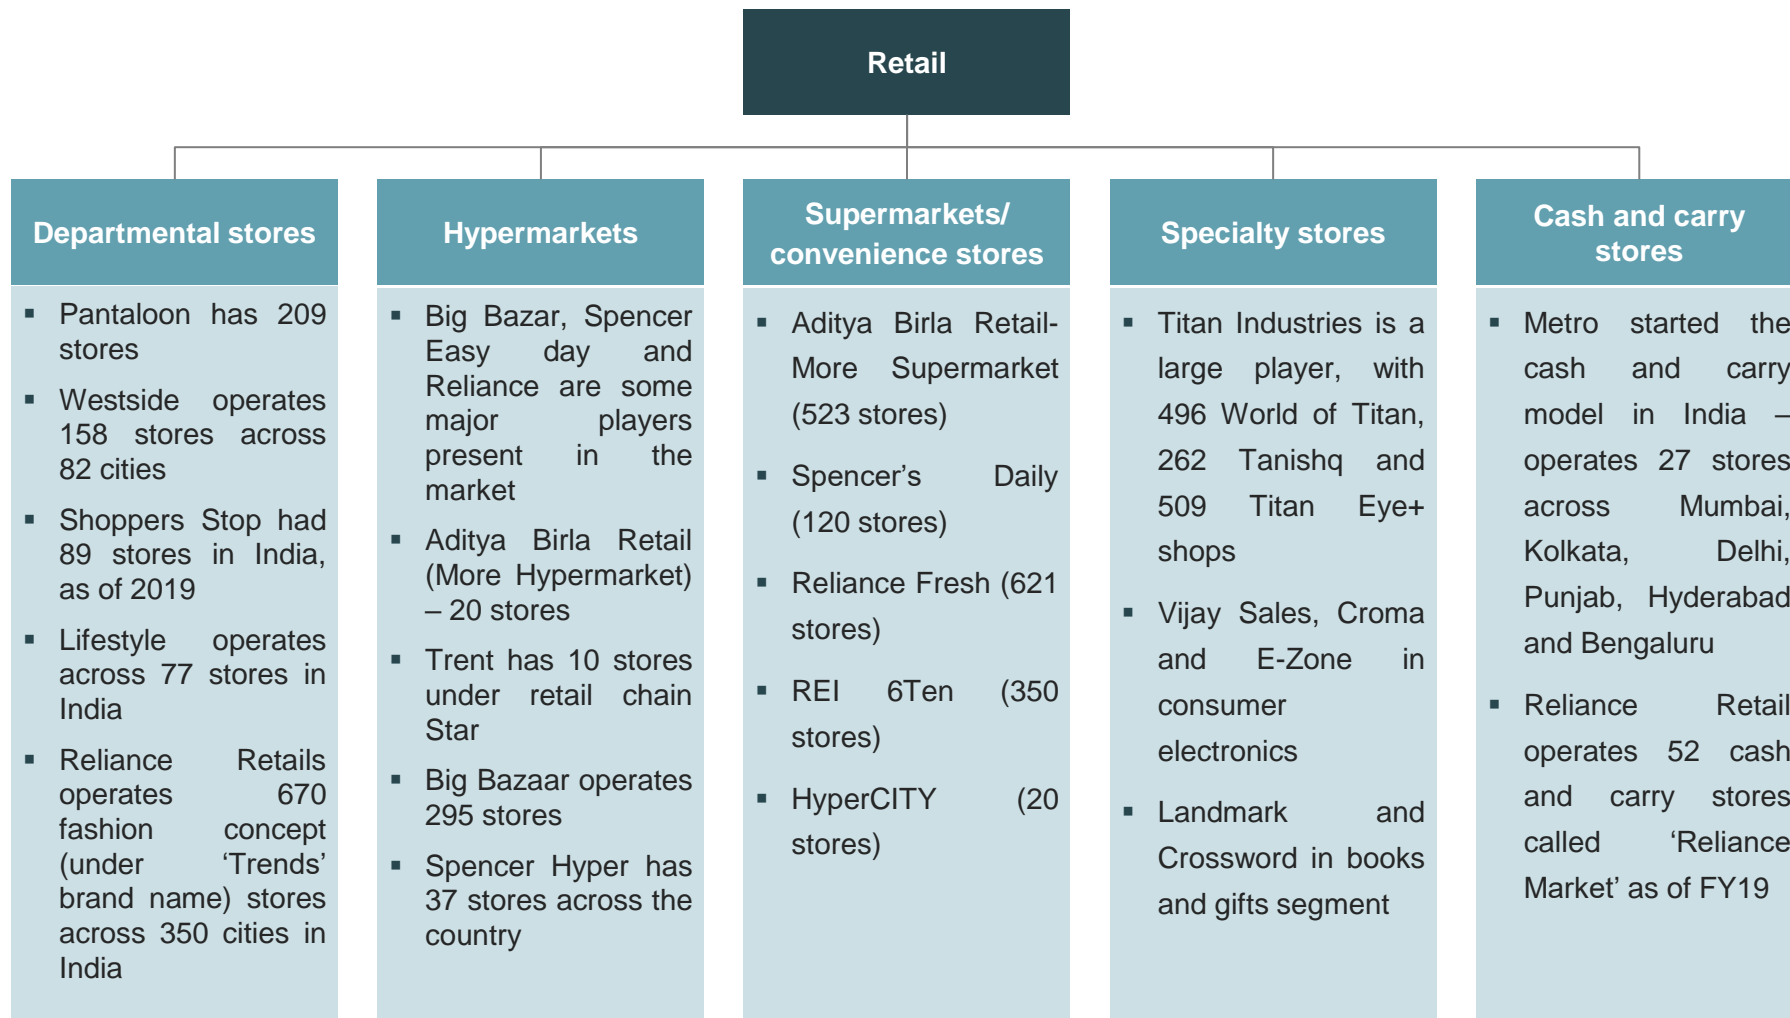 Retail
Departmental stores
Pantaloon has 209
stores
Westside operates
158 stores across
82 cities
Shoppers Stop had
89 stores in India,
as of 2019
Lifestyle operates
across 77 stores in
India
Reliance Retails
operates 670
fashion concept
(under ‘Trends’
brand name) stores
across 350 cities in
India
Hypermarkets
Big Bazar, Spencer
Easy day and
Reliance are some
major players
present in the
market
Aditya Birla Retail
(More Hypermarket)
– 20 stores
Trent has 10 stores
under retail chain
Star
Big Bazaar operates
295 stores
Spencer Hyper has
37 stores across the
country
Supermarkets/
convenience stores
Aditya Birla Retail-
More Supermarket
(523 stores)
Spencer’s Daily
(120 stores)
Reliance Fresh (621
stores)
REI 6Ten (350
stores)
HyperCITY (20
stores)
Specialty stores
Titan Industries is a
large player, with
496 World of Titan,
262 Tanishq and
509 Titan Eye+
shops
Vijay Sales, Croma
and E-Zone in
consumer
electronics
Landmark and
Crossword in books
and gifts segment
Cash and carry
stores
Metro started the
cash and carry
model in India –
operates 27 stores
across Mumbai,
Kolkata, Delhi,
Punjab, Hyderabad
and Bengaluru
Reliance Retail
operates 52 cash
and carry stores
called ‘Reliance
Market’ as of FY19